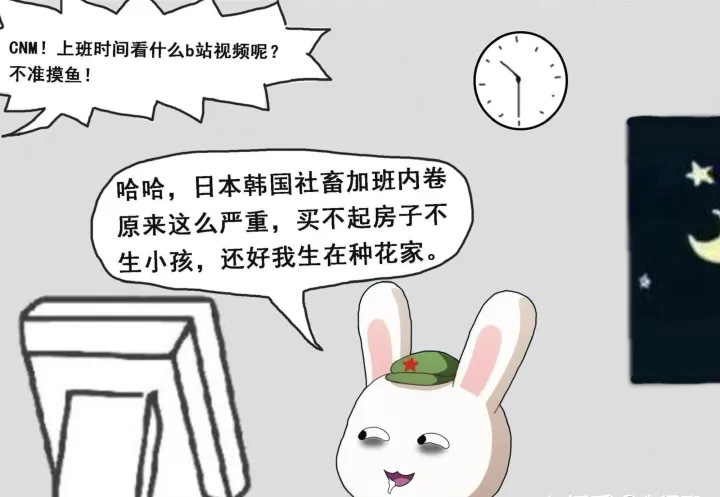 CNM！上班时间看什么b站视频呢？
不准摸鱼！
哈哈，日本韩国社畜加班内卷
原来这么严重，买不起房子不
生小孩，还好我生在种花家。